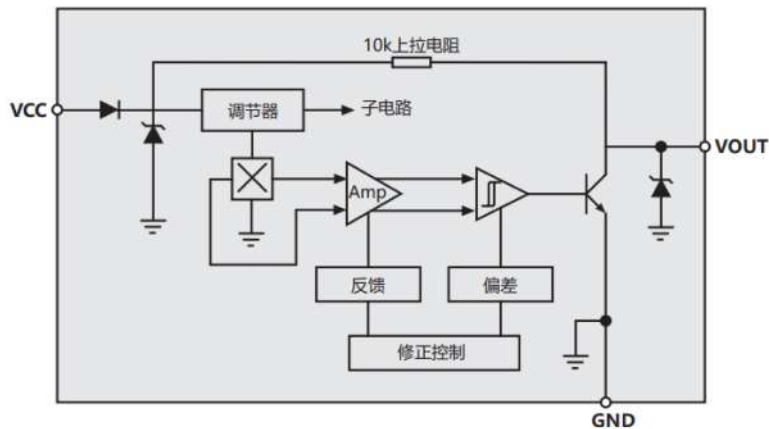 10k上拉电阻
VCC
调节器
子电路
VOUT
Amp
反馈
偏差
修正控制
GND